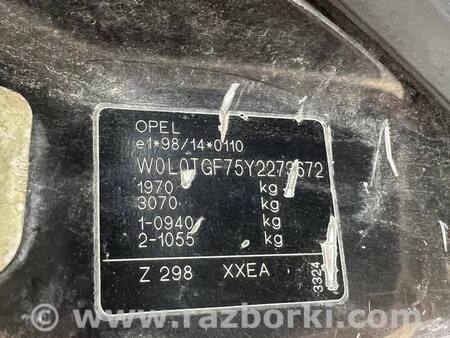 OPEL
e1*98/14*0110
W0L0TGF75Y2273672
1970 kg
3070 kg
1-0940 kg
2-1055 kg
Z 298 XXEA
3324
© www.razborki.com